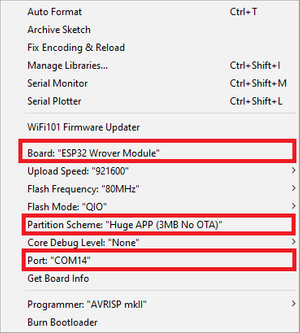 Auto Format Ctrl+T
Archive Sketch
Fix Encoding & Reload
Manage Libraries... Ctrl+Shift+I
Serial Monitor Ctrl+Shift+M
Serial Plotter Ctrl+Shift+L
WiFi101 Firmware Updater
Board: "ESP32 Wrover Module"
Upload Speed: "921600"
Flash Frequency: "80MHz"
Flash Mode: "QIO"
Partition Scheme: "Huge APP (3MB No OTA)"
Core Debug Level: "None"
Port: "COM14"
Get Board Info
Programmer: "AVRISP mkII"
Burn Bootloader